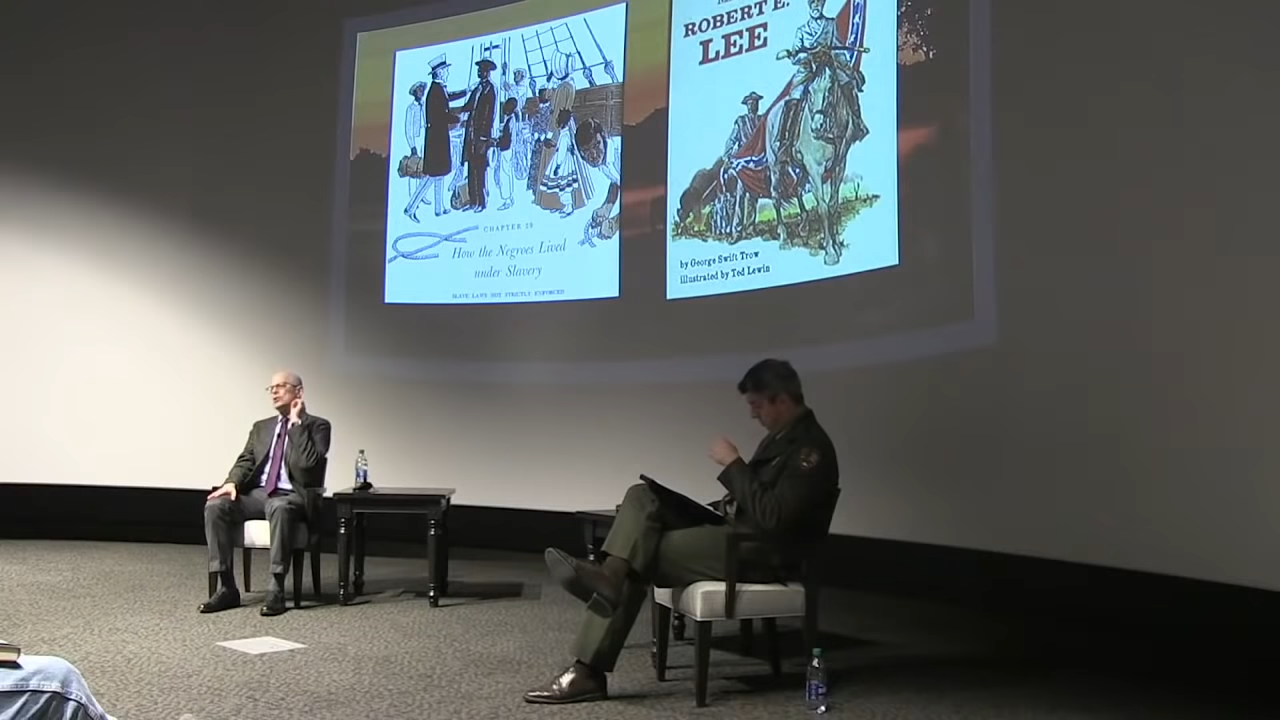 CHAPTER 19
How the Negroes Lived
under Slavery
SLAVE LAWS NOT STRICTLY ENFORCED
ROBERT E.
LEE
by George Swift Trow
illustrated by Ted Lewin